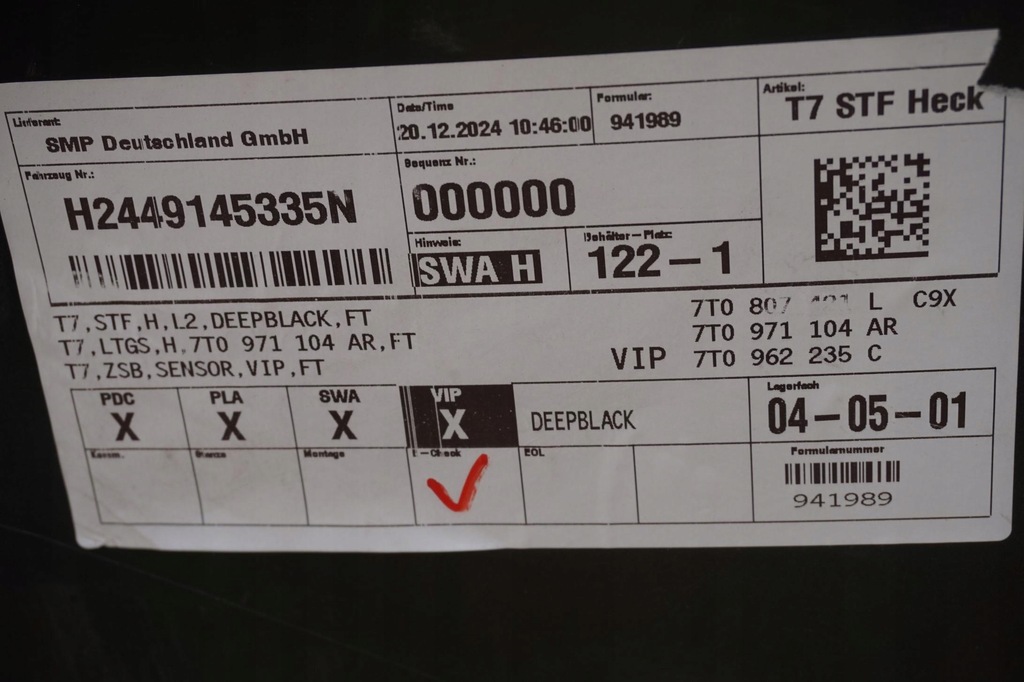 Lieferant:
SMP Deutschland GmbH
Date/Time
20.12.2024 10:46:00
Formular:
941989
Artikel:
T7 STF Heck
Fahrzeug Nr.:
H2449145335N
Sequenz Nr.:
000000
Hinweis:
SWA H
Behälter-Platz:
122-1
T7,STF,H,L2,DEEPBLACK,FT
7T0 807 L C9X
T7,LTGS,H,7T0 971 104 AR,FT
7T0 971 104 AR
T7,ZSB,SENSOR,VIP,FT
VIP 7T0 962 235 C
PDC
X
PLA
X
SWA
X
VIP
X
DEEPBLACK
Lagerfach
04-05-01
Stanze
Montage
E-Check
EOL
Formularnummer
941989